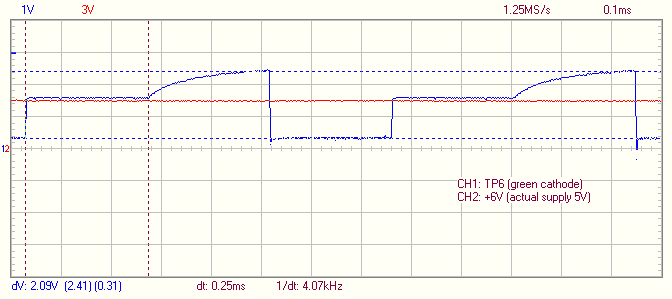 1V 3V 1.25MS/s 0.1ms
12
CH1: TP6 (green cathode)
CH2: +6V (actual supply 5V)
dV: 2.09V (2.41) (0.31) dt: 0.25ms 1/dt: 4.07kHz